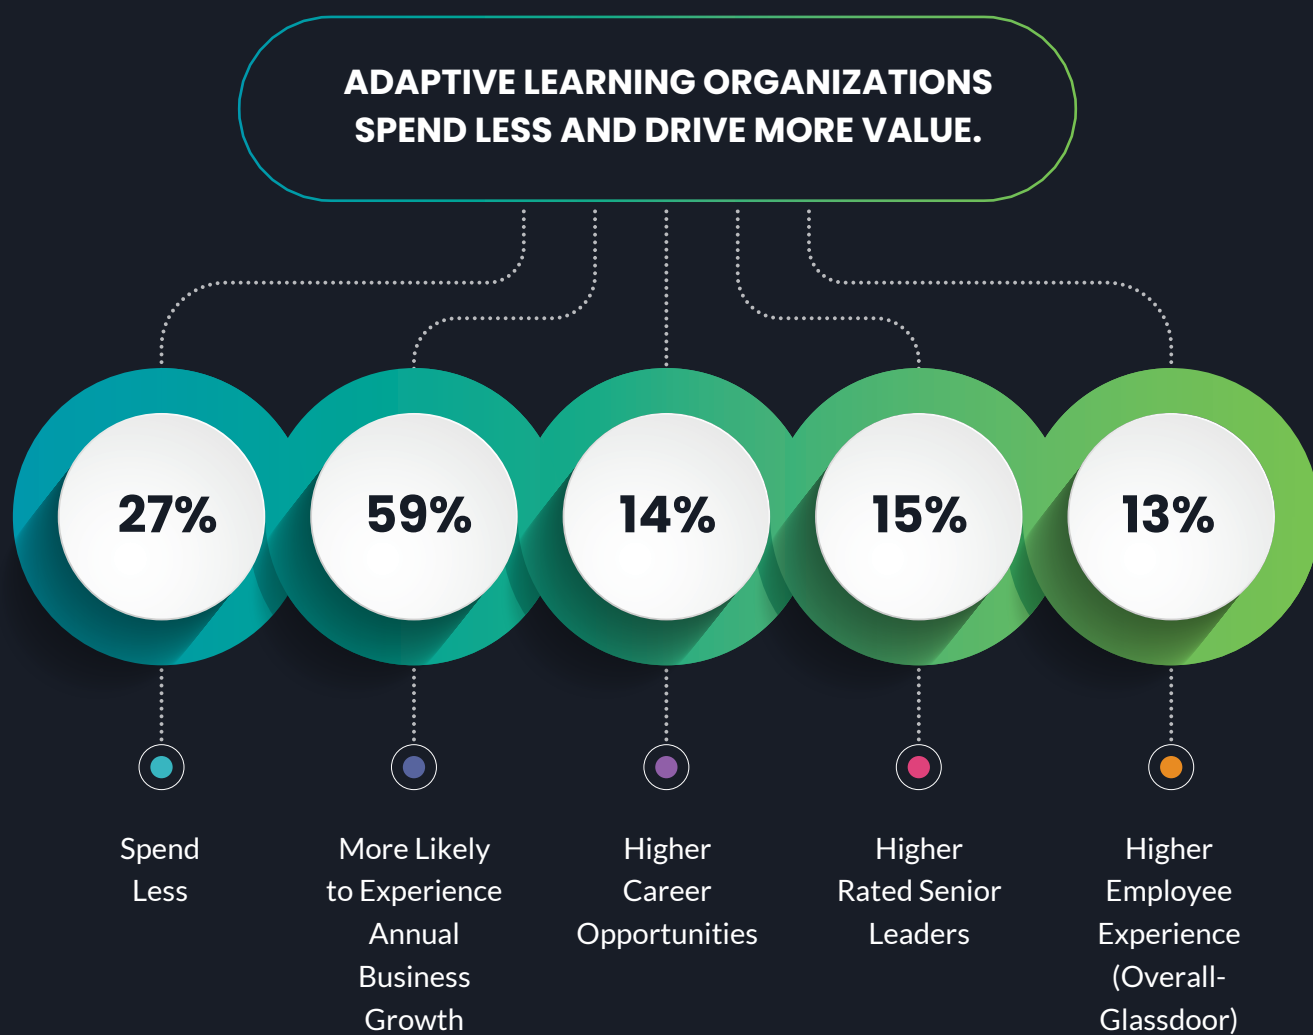 ADAPTIVE LEARNING ORGANIZATIONS
SPEND LESS AND DRIVE MORE VALUE.
27%
59%
14%
15%
13%
Spend
Less
More Likely
to Experience
Annual
Business
Growth
Higher
Career
Opportunities
Higher
Rated Senior
Leaders
Higher
Employee
Experience
(Overall-
Glassdoor)